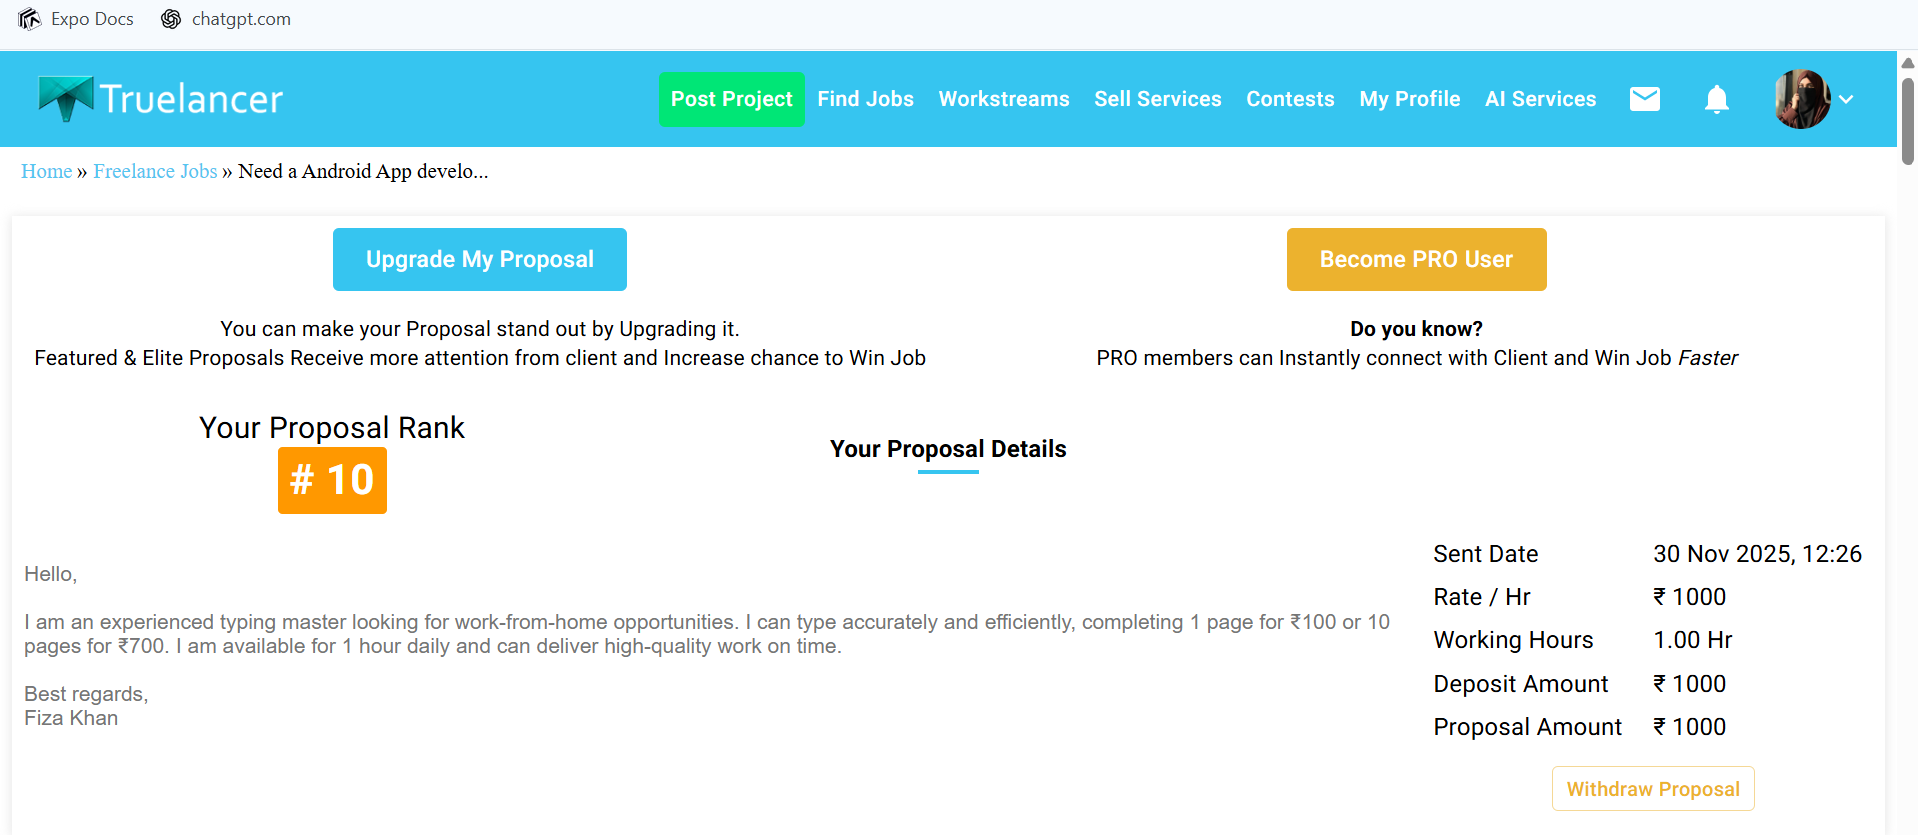 Expo Docs chatgpt.com
Truelancer Post Project Find Jobs Workstreams Sell Services Contests My Profile AI Services
Home » Freelance Jobs » Need a Android App develo...
Upgrade My Proposal
You can make your Proposal stand out by Upgrading it.
Featured & Elite Proposals Receive more attention from client and Increase chance to Win Job
Become PRO User
Do you know?
PRO members can Instantly connect with Client and Win Job Faster
Your Proposal Rank
# 10
Your Proposal Details
Hello,
I am an experienced typing master looking for work-from-home opportunities. I can type accurately and efficiently, completing 1 page for ₹100 or 10
pages for ₹700. I am available for 1 hour daily and can deliver high-quality work on time.
Best regards,
Fiza Khan
Sent Date 30 Nov 2025, 12:26
Rate / Hr ₹ 1000
Working Hours 1.00 Hr
Deposit Amount ₹ 1000
Proposal Amount ₹ 1000
Withdraw Proposal